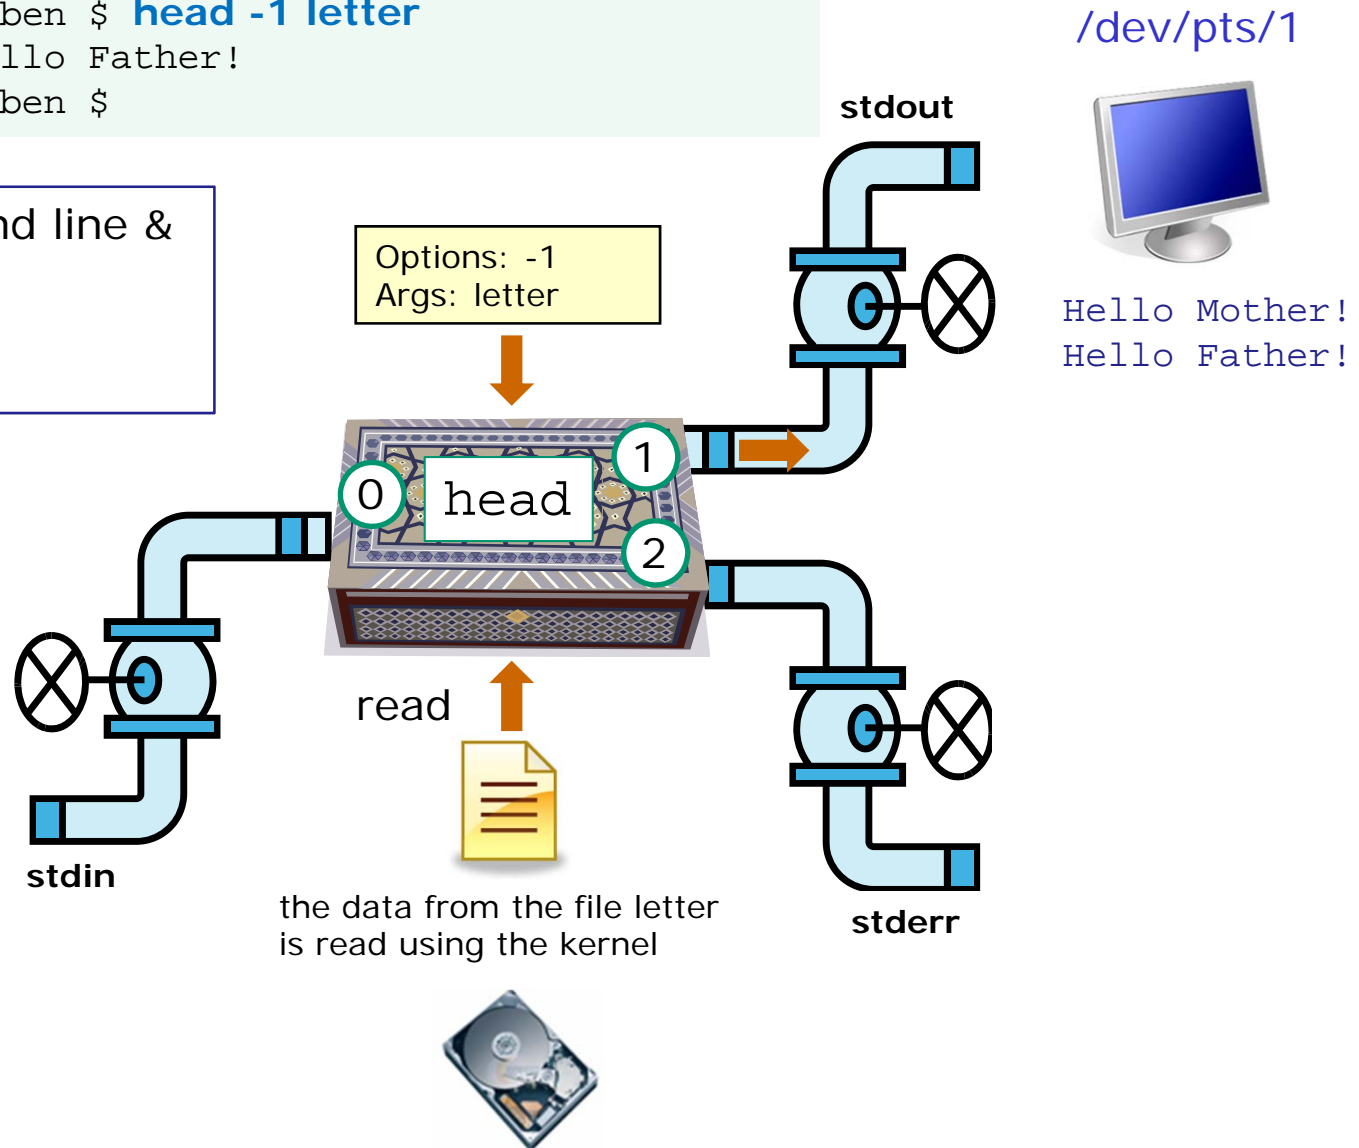 ben $ head -1 letter
llo Father!
ben $
nd line &
Options: -1
Args: letter
/dev/pts/1
stdout
Hello Mother!
Hello Father!
0
1
2
head
read
stdin
the data from the file letter
is read using the kernel
stderr